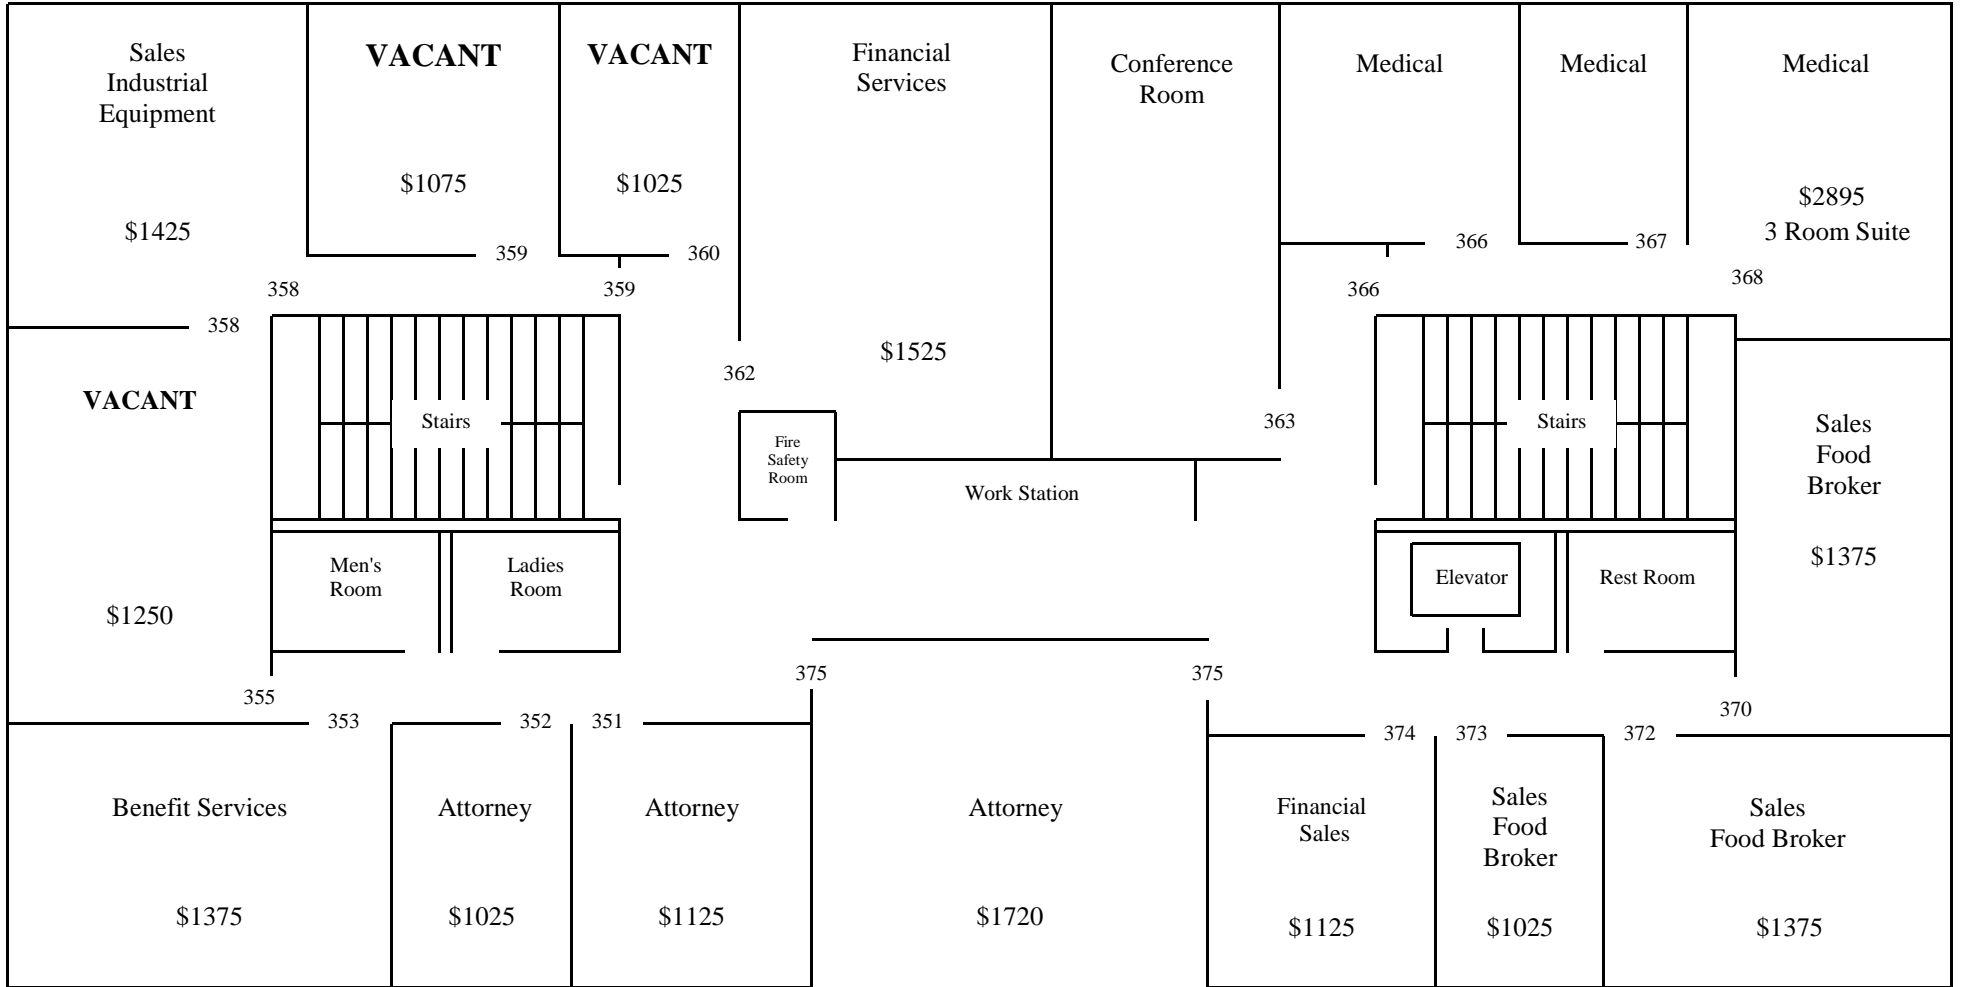 Sales
Industrial
Equipment
$1425
VACANT
$1075
VACANT
$1025
Financial
Services
$1525
Conference
Room
Medical
Medical
Medical
$2895
3 Room Suite
359
360
366
367
358
359
366
368
358
362
363
VACANT
$1250
Stairs
Fire
Safety
Room
Work Station
Stairs
Sales
Food
Broker
$1375
Men's
Room
Ladies
Room
Elevator
Rest Room
355
375
375
370
353
352
351
374
373
372
Benefit Services
$1375
Attorney
$1025
Attorney
$1125
Attorney
$1720
Financial
Sales
$1125
Sales
Food
Broker
$1025
Sales
Food Broker
$1375